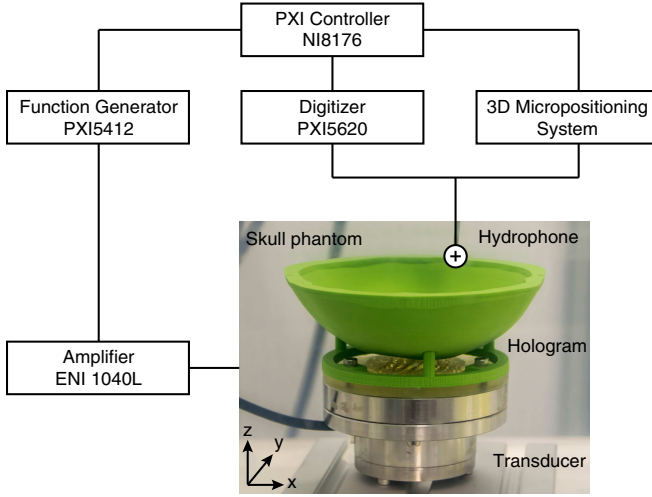 PXI Controller
NI8176
Function Generator
PXI5412
Digitizer
PXI5620
3D Micropositioning
System
Skull phantom
Hydrophone
Hologram
Amplifier
ENI 1040L
z
y
x
Transducer